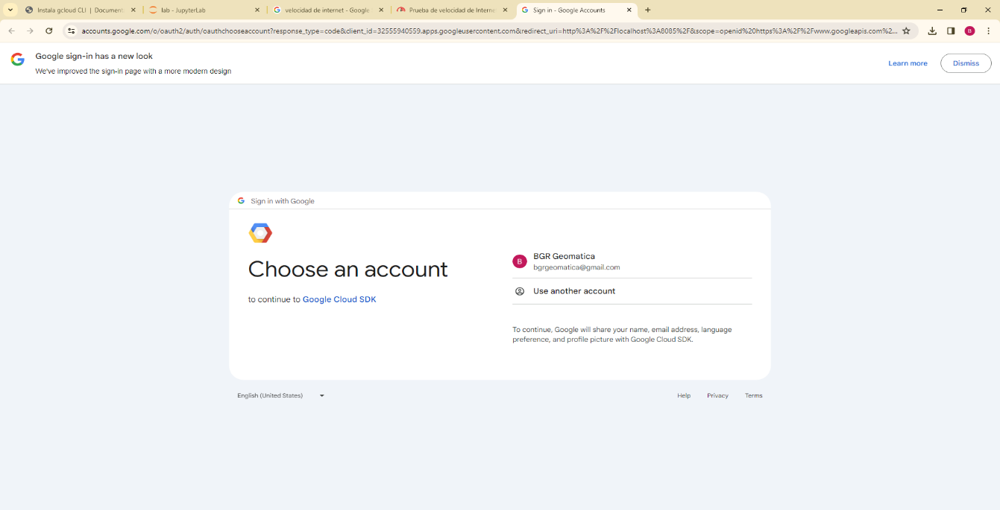 Instala gcloud CLI | Document
lab - JupyterLab
velocidad de internet - Google
Prueba de velocidad de Interne
Sign in - Google Accounts
accounts.google.com/o/oauth2/auth/oauthchooseaccount?response_type=code&client_id=32555940559.apps.googleusercontent.com&redirect_uri=http%3A%2F%2Flocalhost%3A8085%2F&scope=openid%20https%3A%2F%2Fwww.googleapis.com%2...
B
Google sign-in has a new look
We've improved the sign-in page with a more modern design
Learn more
Dismiss
Sign in with Google
Choose an account
to continue to Google Cloud SDK
B
BGR Geomatica
bgrgeomatica@gmail.com
Use another account
To continue, Google will share your name, email address, language
preference, and profile picture with Google Cloud SDK.
English (United States)
Help
Privacy
Terms